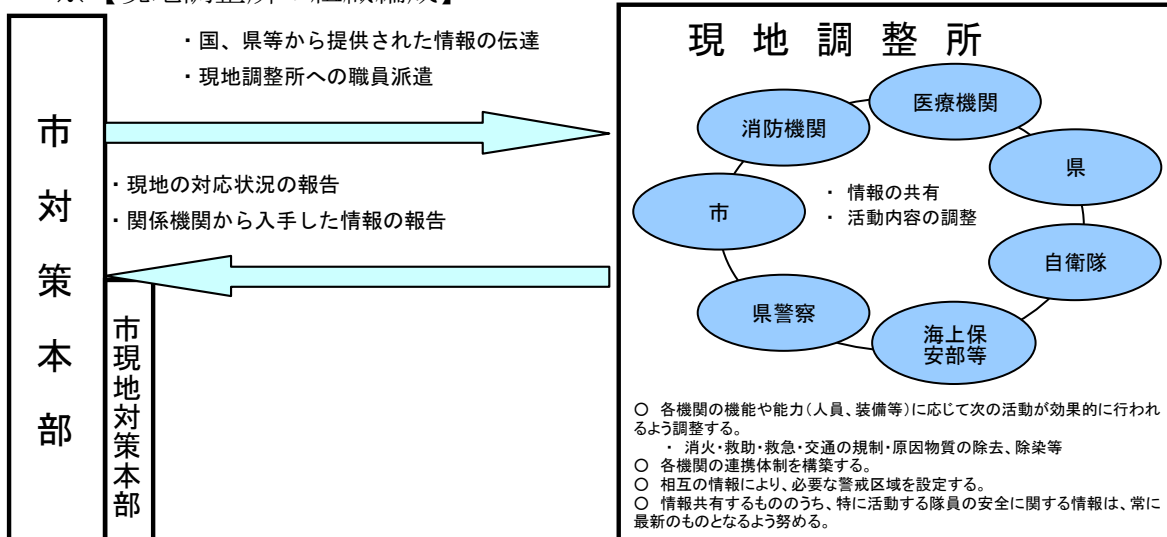 【現地調整所の組織編成】
・国、県等から提供された情報の伝達
・現地調整所への職員派遣
市対策本部
・現地の対応状況の報告
・関係機関から入手した情報の報告
市現地対策本部
現地調整所
医療機関
消防機関
県
市
・ 情報の共有
・ 活動内容の調整
自衛隊
県警察
海上保
安部等
○ 各機関の機能や能力(人員、装備等)に応じて次の活動が効果的に行われ
るよう調整する。
・ 消火・救助・救急・交通の規制・原因物質の除去、除染等
○ 各機関の連携体制を構築する。
○ 相互の情報により、必要な警戒区域を設定する。
○ 情報共有するもののうち、特に活動する隊員の安全に関する情報は、常に
最新のものとなるよう努める。